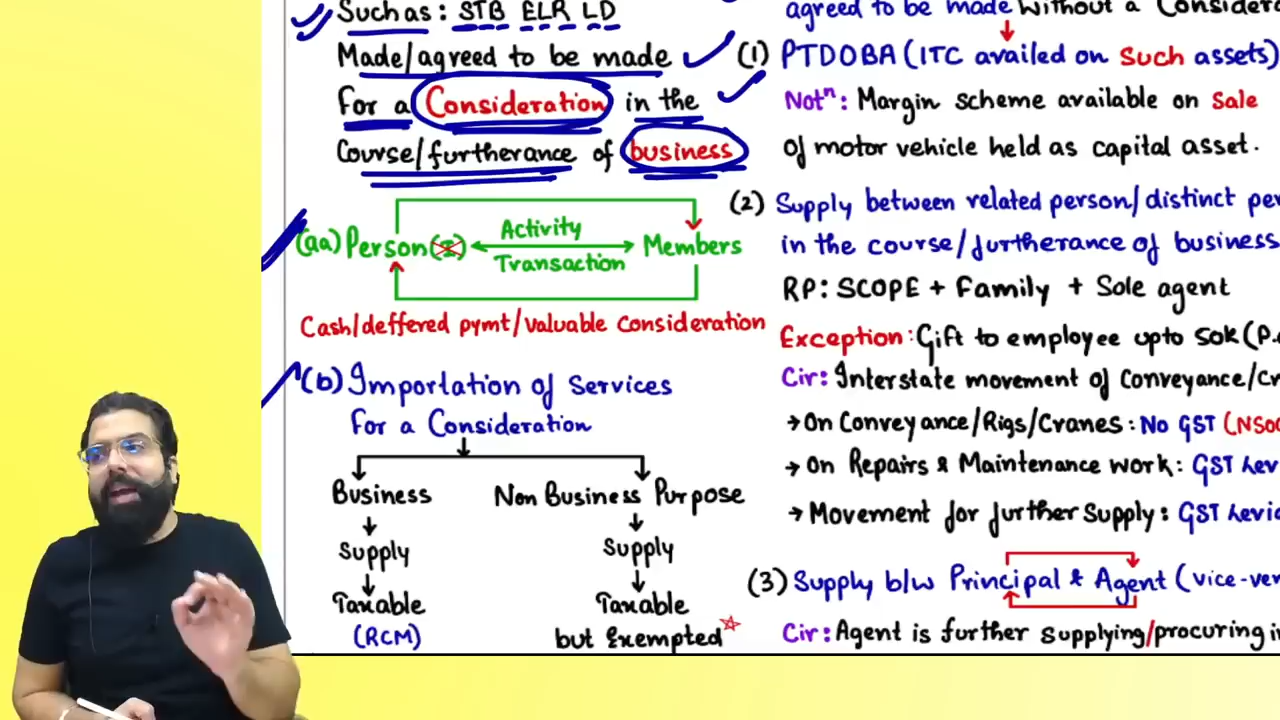 Such as : STB ELR LD
Made/agreed to be made
For a Consideration in the
Course/furtherance of business
(aa) Person(I) Activity Members
Transaction
Cash/deffered pymt/valuable consideration
(b) Importation of Services
For a Consideration
Business Non Business Purpose
Supply Supply
Taxable Taxable
(RCM) but Exempted
agreed to be made without a
(1) PTDOBA (ITC availed on Such assets)
Notⁿ: Margin scheme available on Sale
of motor vehicle held as capital asset.
(2) Supply between related person/distinct
in the course/furtherance of business
RP: SCOPE + Family + Sole agent
Exception: Gift to employee upto 50K
Cir: Interstate movement of Conveyance/
→ On Conveyance/Rigs/Cranes: No GST
→ On Repairs & Maintenance work: GST
→ Movement for further Supply: GST
(3) Supply b/w Principal & Agent
Cir: Agent is further supplying/procuring